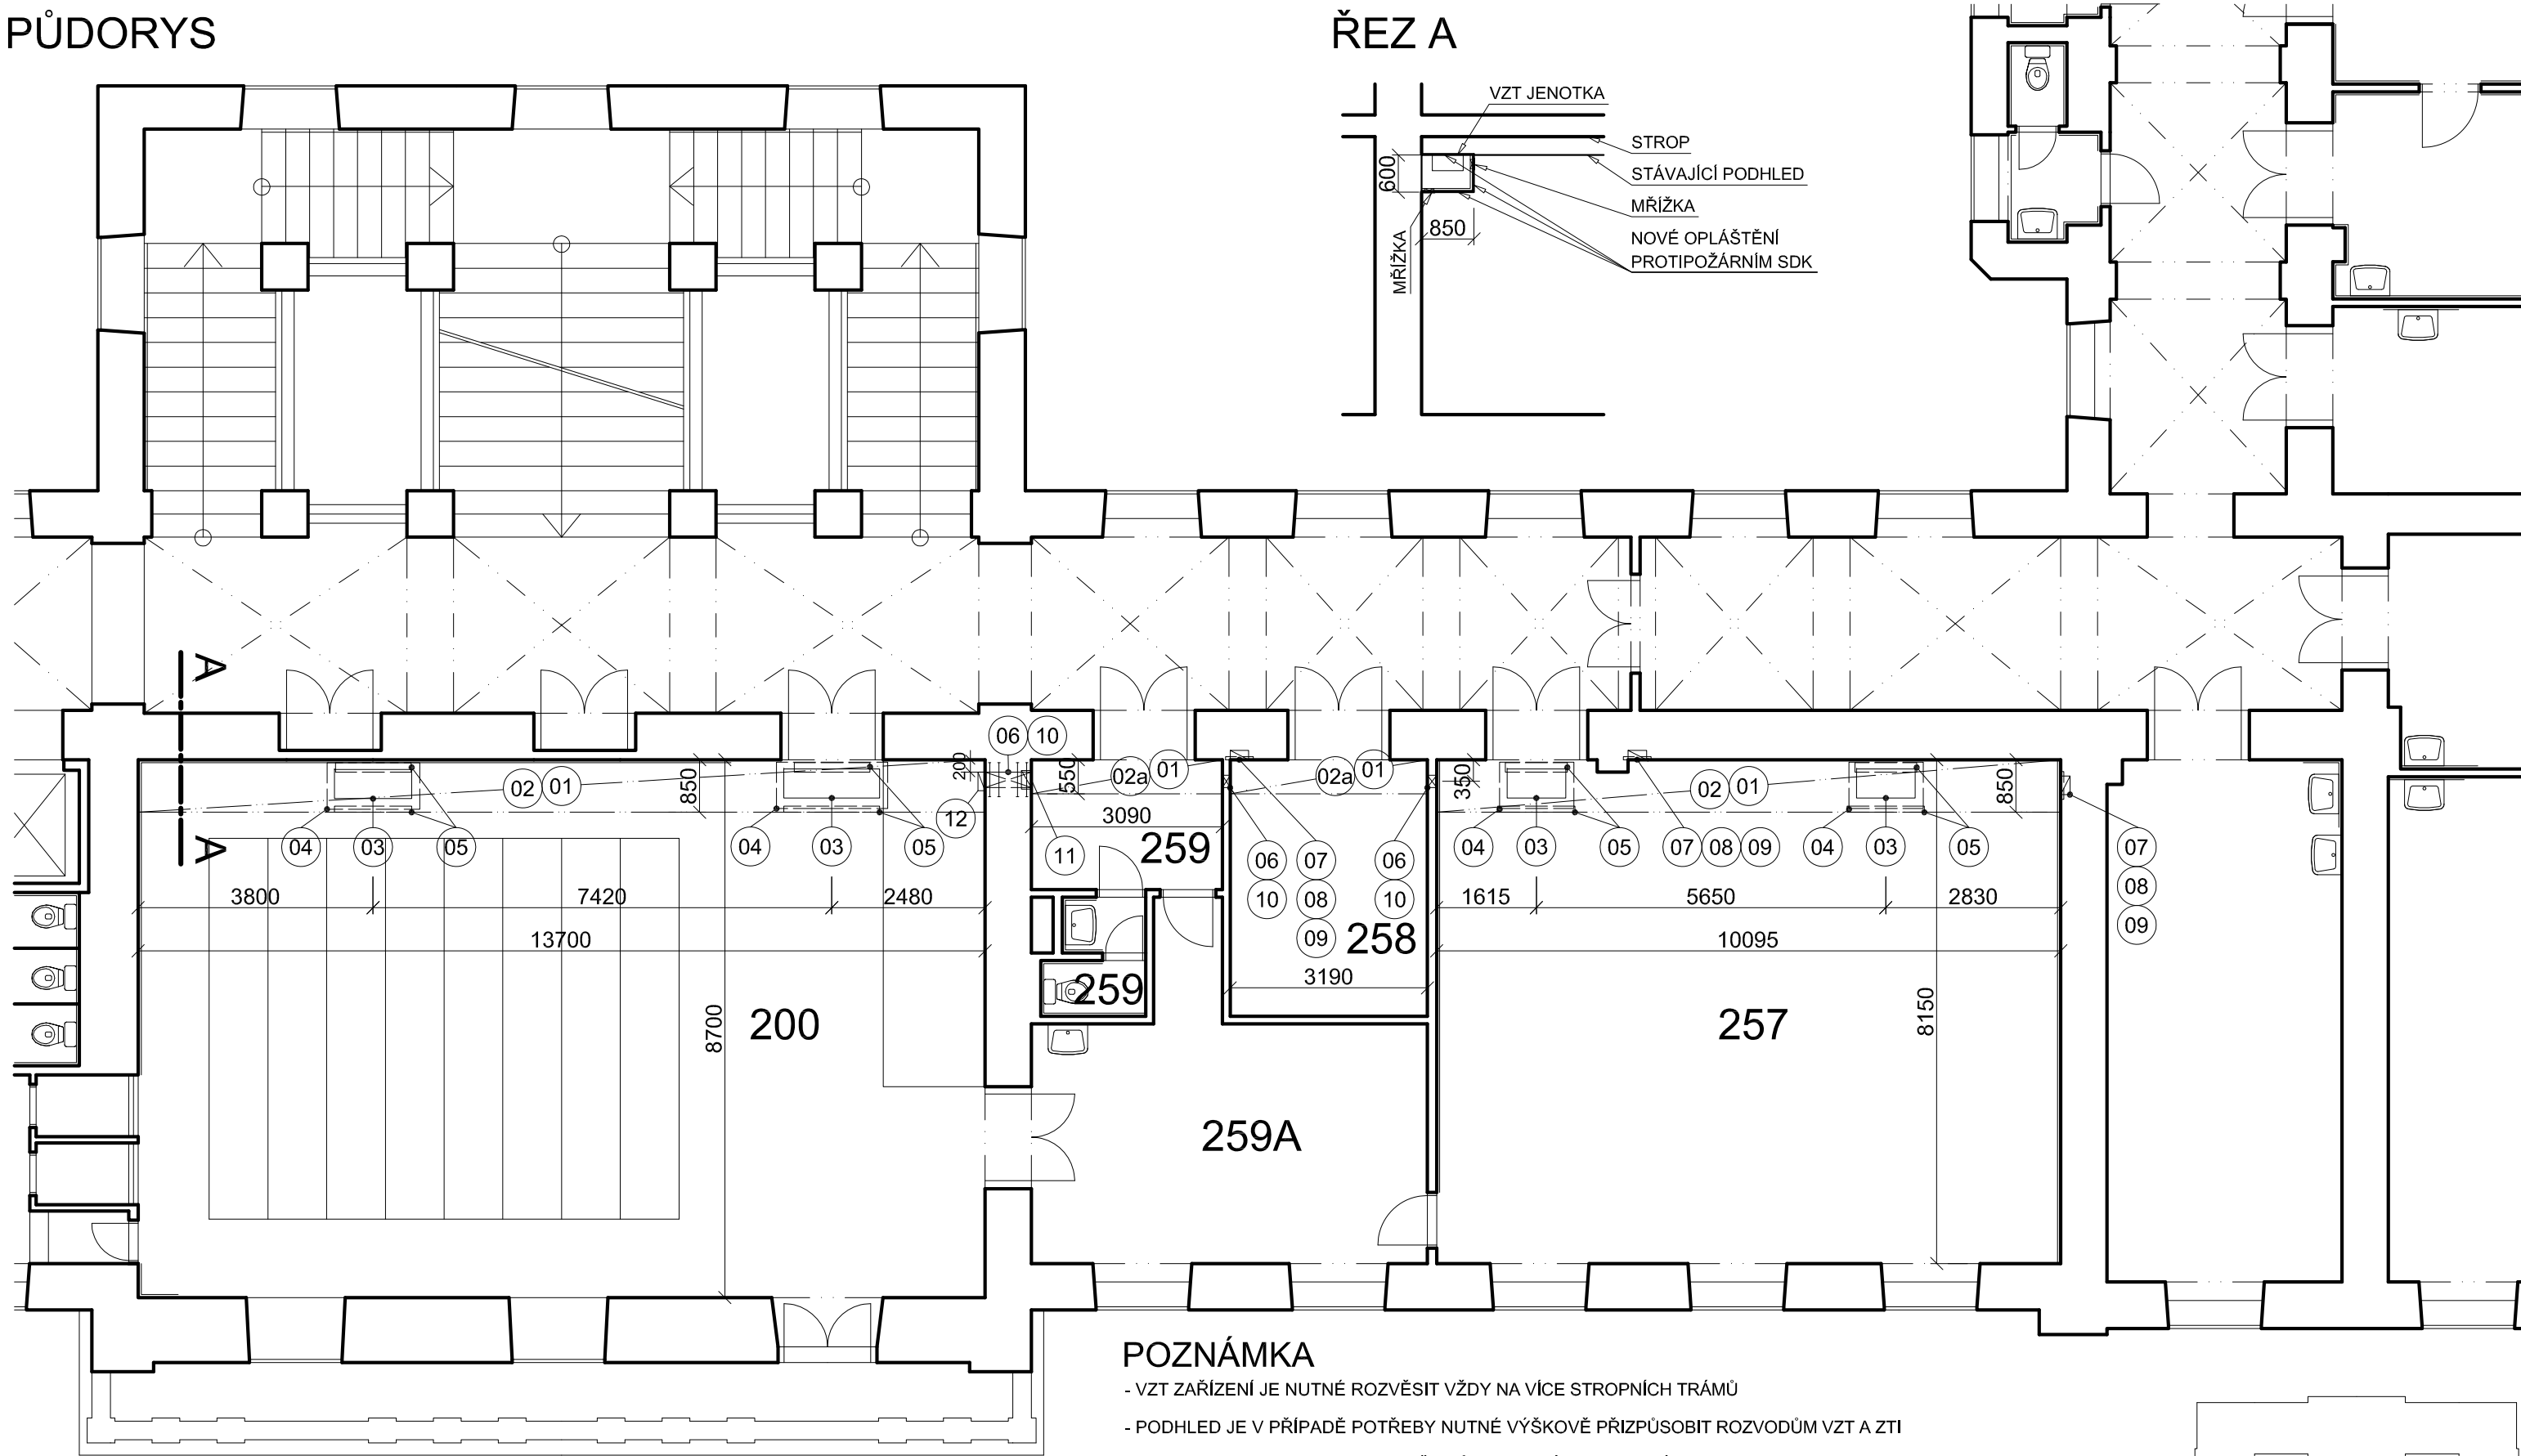 PŮDORYS
ŘEZ A
VZT JENOTKA
STROP
STÁVAJÍCÍ PODHLED
MŘÍŽKA
NOVÉ OPLÁŠTĚNÍ
PROTIPOŽÁRNÍM SDK
MŘÍŽKA
600
850
A
A
06 10
200
550
02a 01
02a 01
350
850
02 01
850
02 01
12
3090
04 03 05
04 03 05
11
259
06 07 06
10 08 10
09
258
04 03 05
07 08 09
04 03 05
07
08
09
3800 7420 2480
13700
1615 5650 2830
10095
3190
259
8700
200
257
8150
259A
POZNÁMKA
- VZT ZAŘÍZENÍ JE NUTNÉ ROZVĚSIT VŽDY NA VÍCE STROPNÍCH TRÁMŮ
- PODHLED JE V PŘÍPADĚ POTŘEBY NUTNÉ VÝŠKOVĚ PŘIZPŮSOBIT ROZVODŮM VZT A ZTI